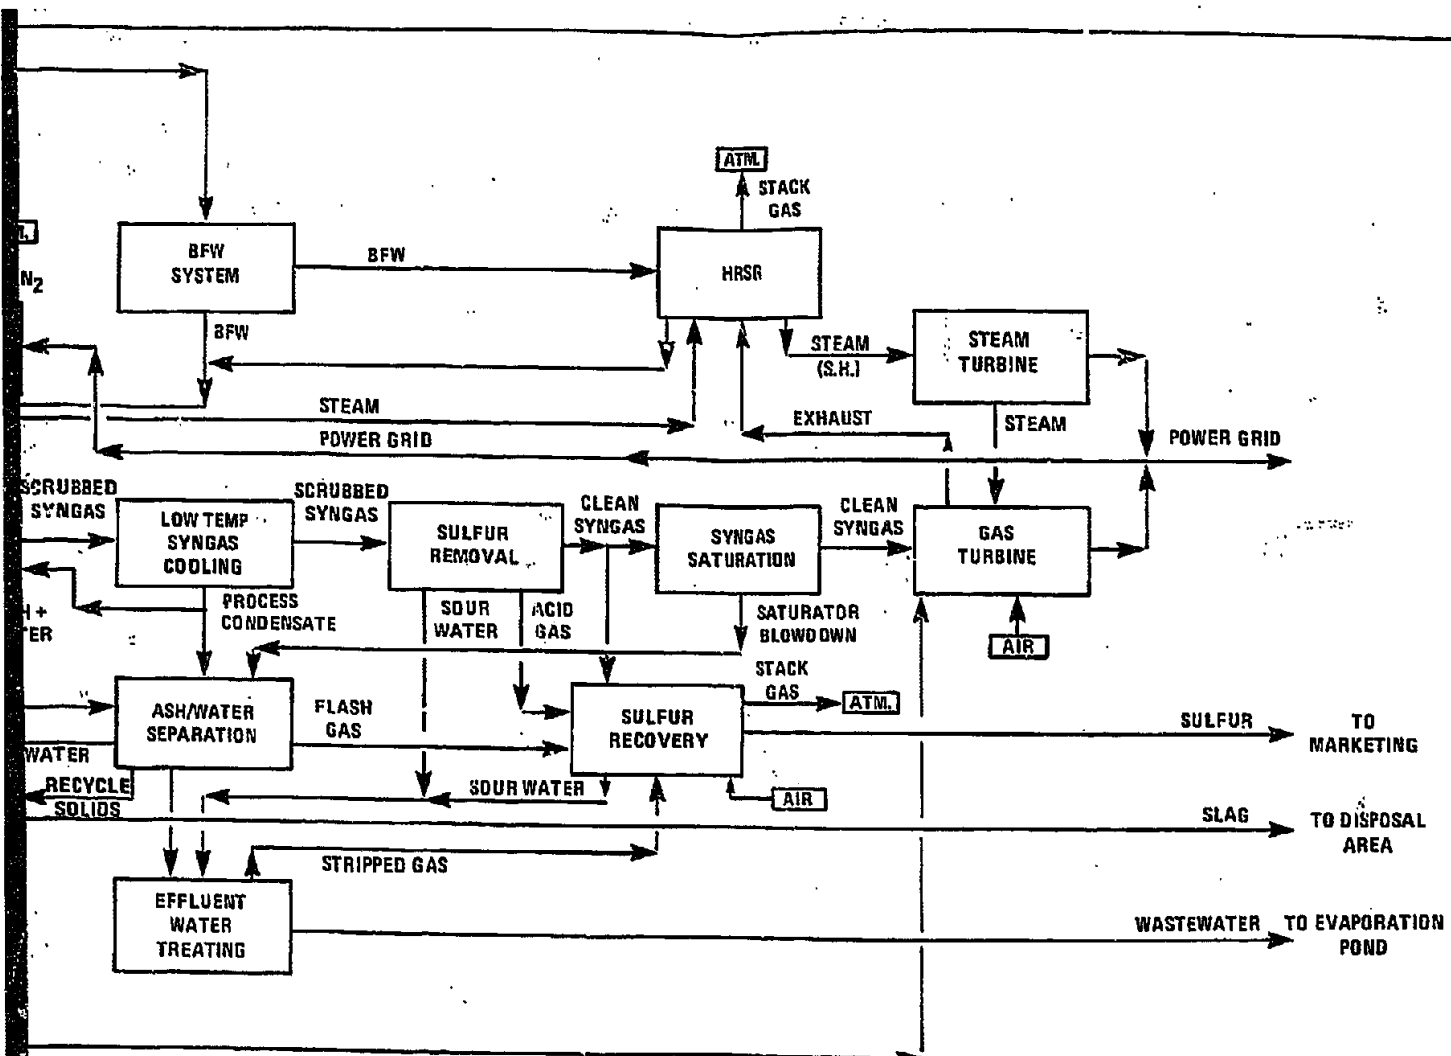 ATM.
STACK
GAS
BFW
SYSTEM
BFW
HRSR
N2
BFW
STEAM
(S.H.)
STEAM
TURBINE
STEAM
EXHAUST
STEAM
POWER GRID
POWER GRID
SCRUBBED
SYNGAS
LOW TEMP
SYNGAS
COOLING
SCRUBBED
SYNGAS
SULFUR
REMOVAL
CLEAN
SYNGAS
SYNGAS
SATURATION
CLEAN
SYNGAS
GAS
TURBINE
PROCESS
CONDENSATE
SOUR
WATER
ACID
GAS
SATURATOR
BLOWDOWN
AIR
ASH/WATER
SEPARATION
FLASH
GAS
SULFUR
RECOVERY
STACK
GAS
ATM.
SULFUR
TO
MARKETING
WATER
RECYCLE
SOLIDS
SOUR WATER
AIR
SLAG
TO DISPOSAL
AREA
STRIPPED GAS
EFFLUENT
WATER
TREATING
WASTEWATER
TO EVAPORATION
POND